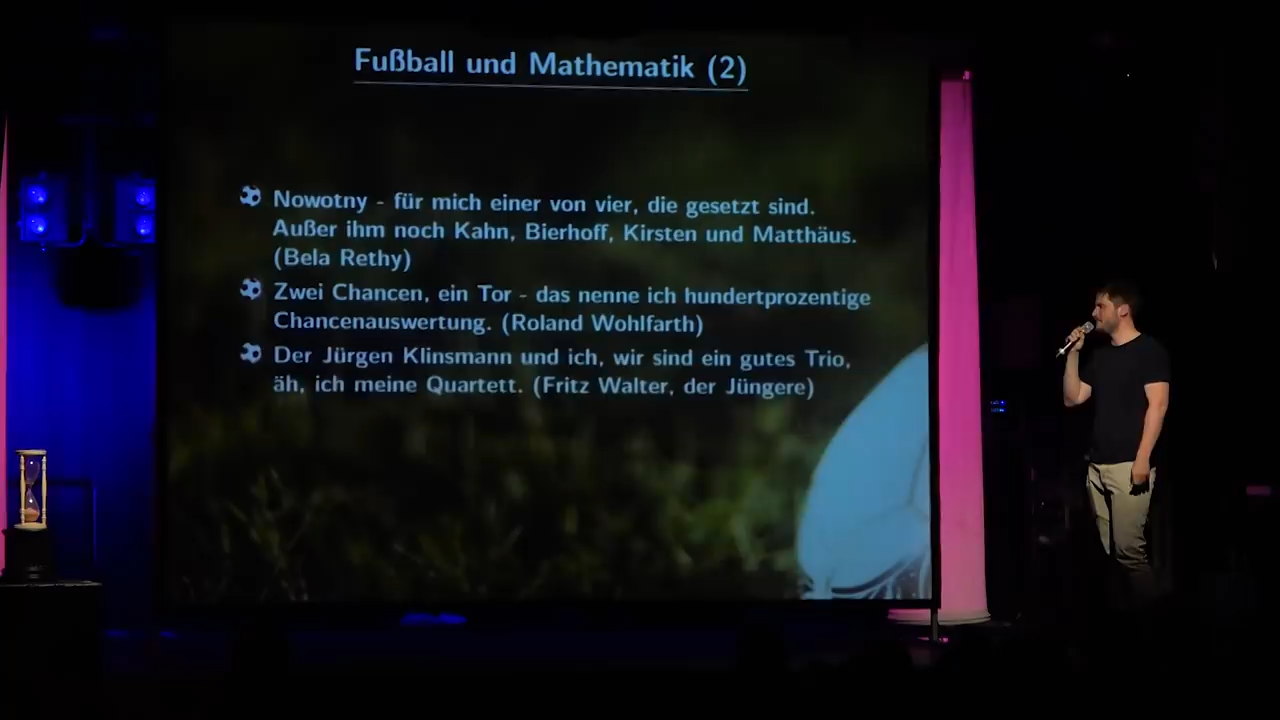 Fußball und Mathematik (2)
Nowotny - für mich einer von vier, die gesetzt sind.
Außer ihm noch Kahn, Bierhoff, Kirsten und Matthäus.
(Bela Rethy)
Zwei Chancen, ein Tor - das nenne ich hundertprozentige
Chancenauswertung. (Roland Wohlfarth)
Der Jürgen Klinsmann und ich, wir sind ein gutes Trio,
äh, ich meine Quartett. (Fritz Walter, der Jüngere)